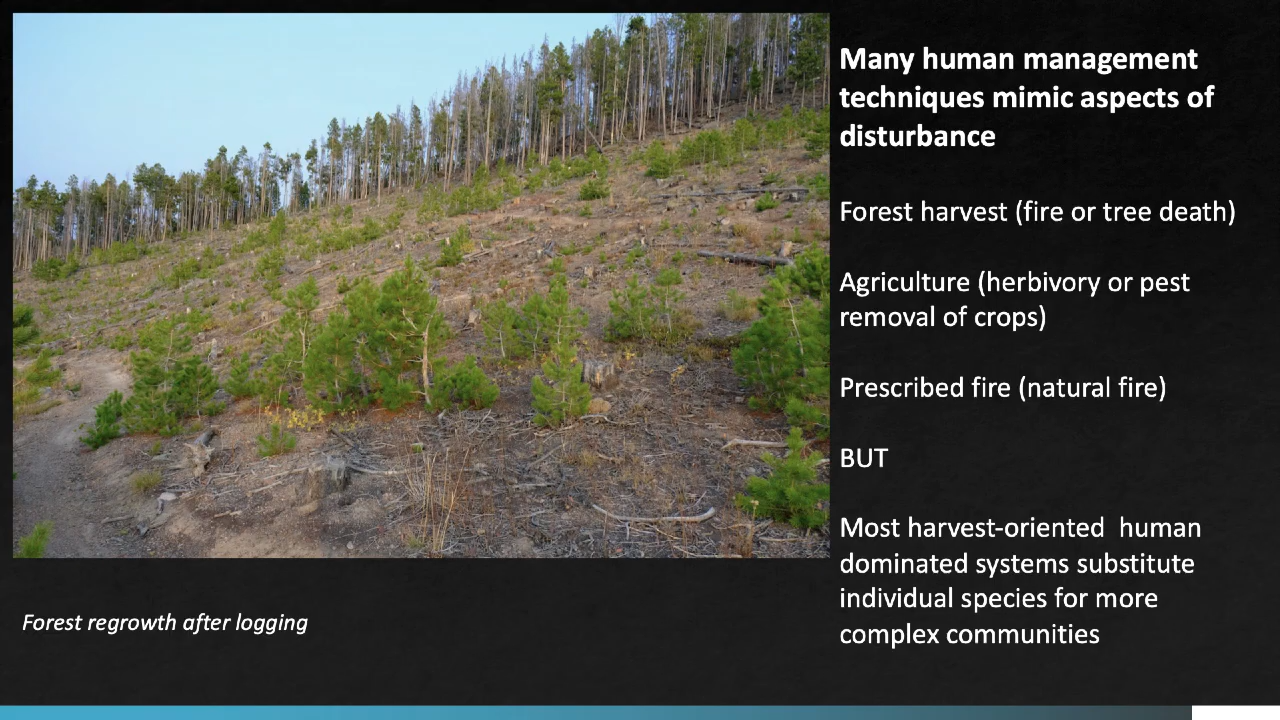 Many human management
techniques mimic aspects of
disturbance
Forest harvest (fire or tree death)
Agriculture (herbivory or pest
removal of crops)
Prescribed fire (natural fire)
BUT
Most harvest-oriented  human
dominated systems substitute
individual species for more
complex communities
Forest regrowth after logging